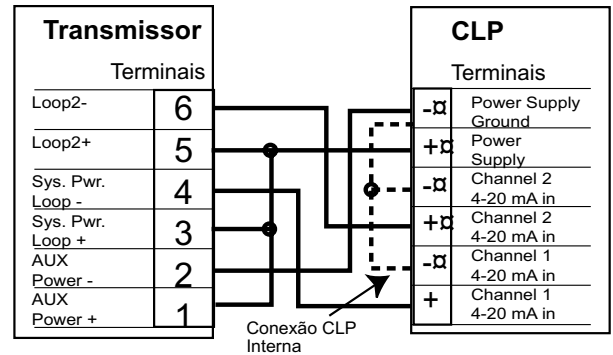 Transmissor
Terminais
Loop2-
6
Loop2+
5
Sys. Pwr.
Loop -
4
Sys. Pwr.
Loop +
3
AUX
Power -
2
AUX
Power +
1
CLP
Terminais
-¤
Power Supply
Ground
+¤
Power
Supply
-¤
Channel 2
4-20 mA in
+¤
Channel 2
4-20 mA in
-¤
Channel 1
4-20 mA in
+
Channel 1
4-20 mA in
Conexão CLP
Interna